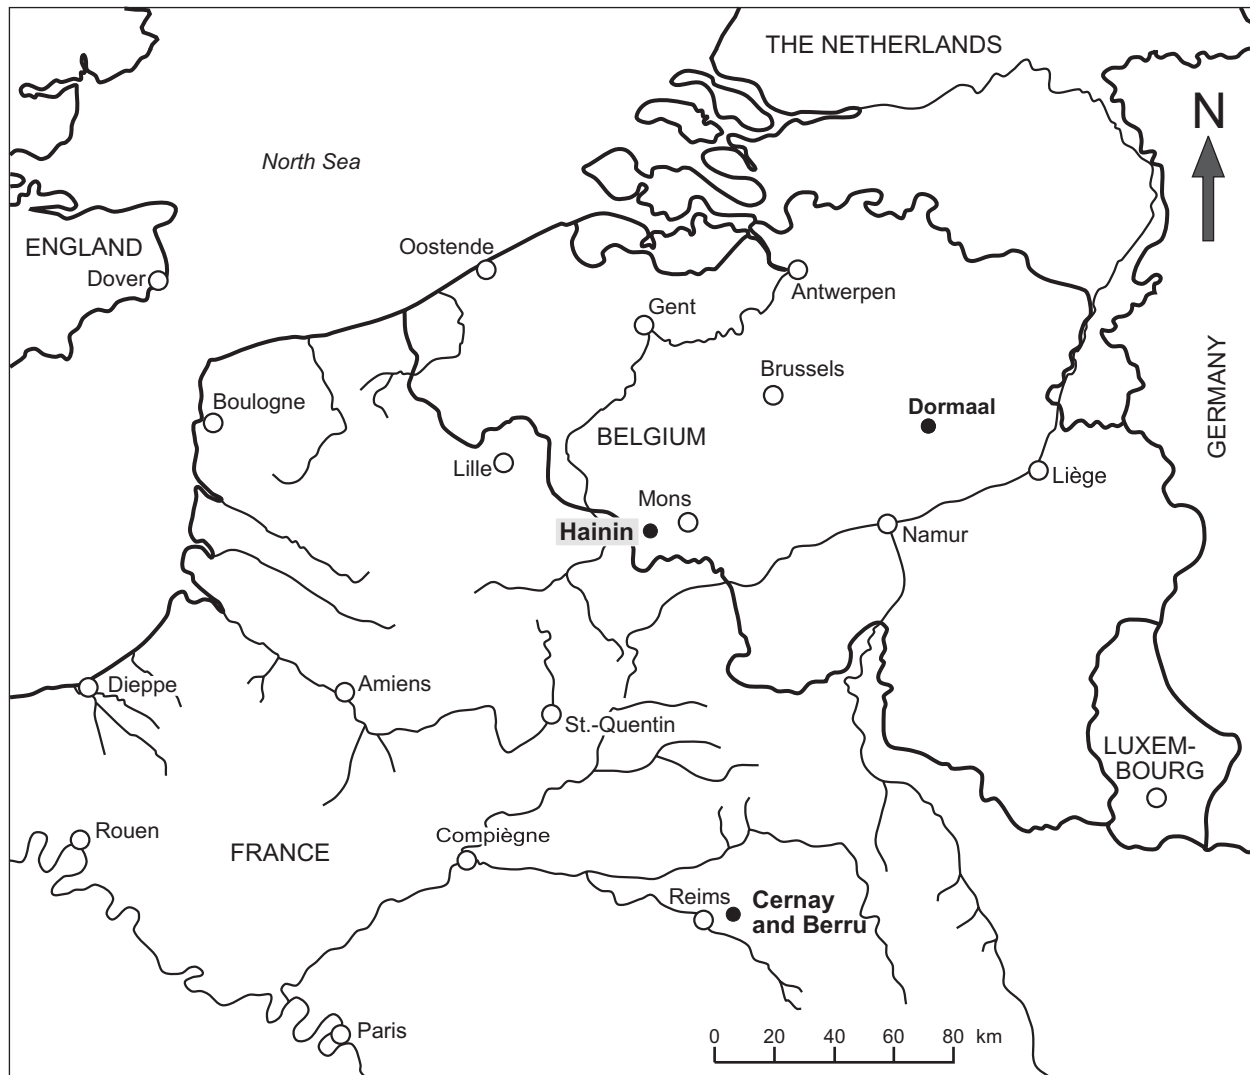 THE NETHERLANDS
N
North Sea
ENGLAND
Dover
Oostende
Antwerpen
Gent
Brussels
GERMANY
Boulogne
Dormaal
BELGIUM
Lille
Liège
Mons
Hainin
Namur
Dieppe
Amiens
St.-Quentin
LUXEM-
BOURG
Rouen
Compiègne
FRANCE
Reims
Cernay
and Berru
Paris
0 20 40 60 80 km